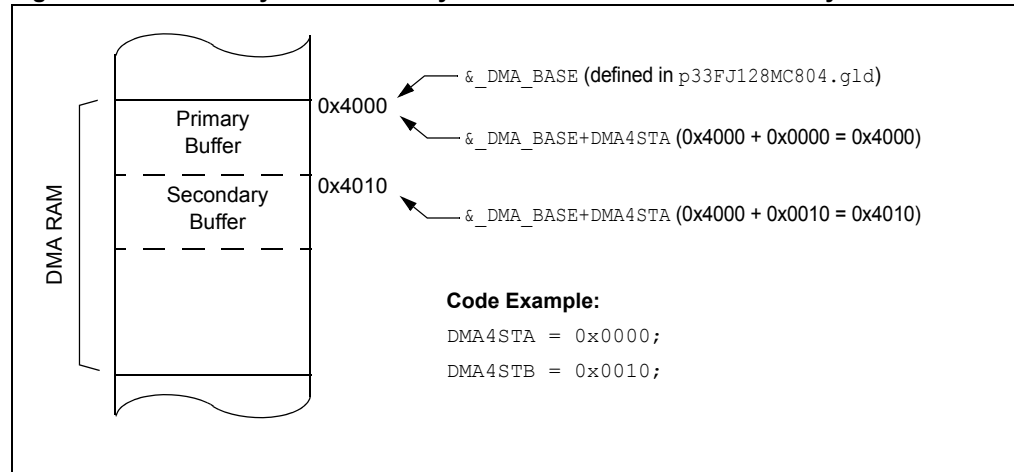 &_DMA_BASE (defined in p33FJ128MC804.gld)
0x4000
Primary
Buffer
&_DMA_BASE+DMA4STA (0x4000 + 0x0000 = 0x4000)
0x4010
Secondary
Buffer
&_DMA_BASE+DMA4STA (0x4000 + 0x0010 = 0x4010)
DMA RAM
Code Example:
DMA4STA = 0x0000;
DMA4STB = 0x0010;